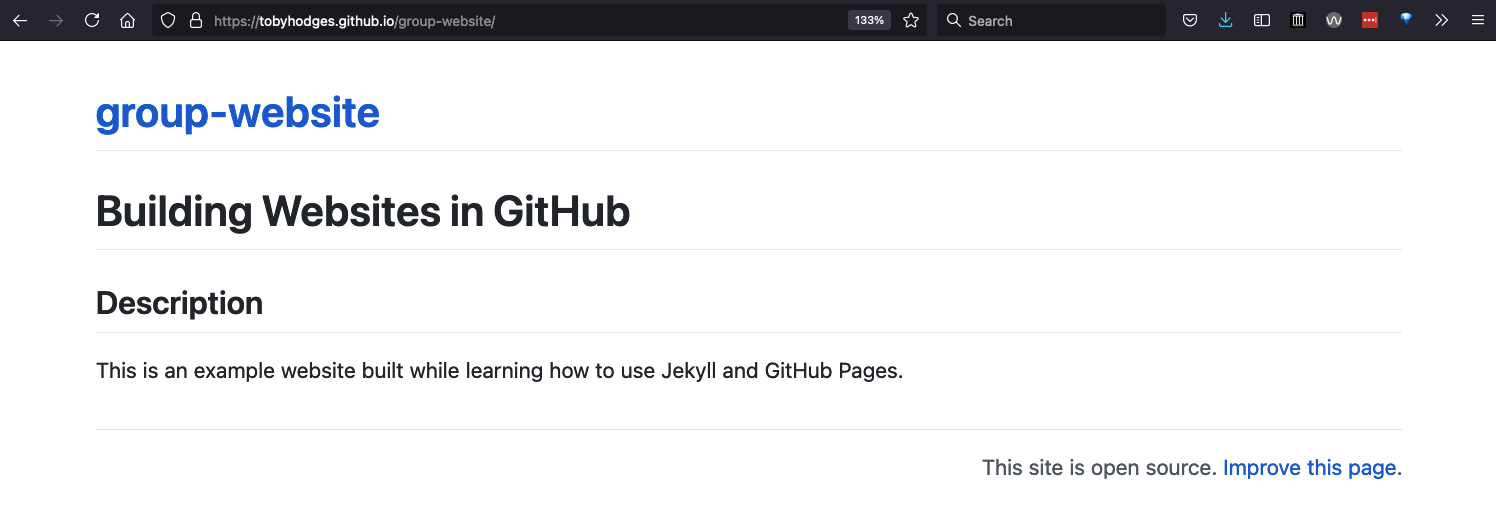 https://tobyhodges.github.io/group-website/
133%
Search
group-website
Building Websites in GitHub
Description
This is an example website built while learning how to use Jekyll and GitHub Pages.
This site is open source. Improve this page.